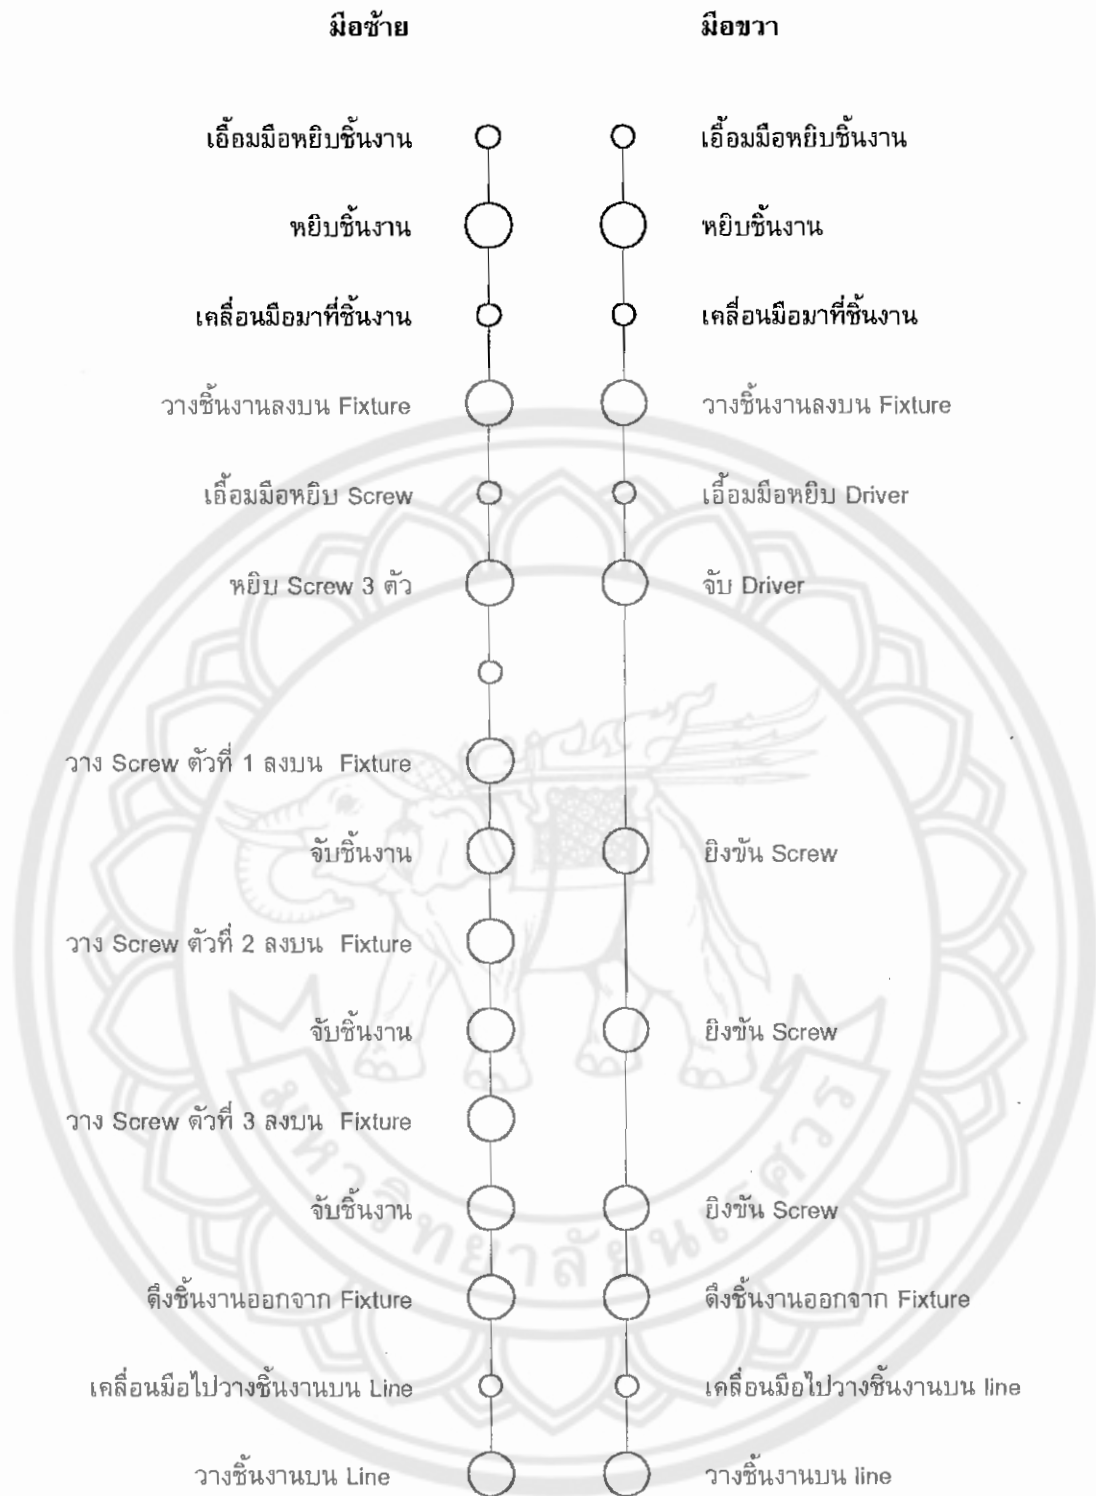 มือซ้าย มือขวา
เอื้อมมือหยิบชิ้นงาน เอื้อมมือหยิบชิ้นงาน
หยิบชิ้นงาน หยิบชิ้นงาน
เคลื่อนมือมาที่ชิ้นงาน เคลื่อนมือมาที่ชิ้นงาน
วางชิ้นงานลงบน Fixture วางชิ้นงานลงบน Fixture
เอื้อมมือหยิบ Screw เอื้อมมือหยิบ Driver
หยิบ Screw 3 ตัว จับ Driver
วาง Screw ตัวที่ 1 ลงบน Fixture
จับชิ้นงาน ยิงขัน Screw
วาง Screw ตัวที่ 2 ลงบน Fixture
จับชิ้นงาน ยิงขัน Screw
วาง Screw ตัวที่ 3 ลงบน Fixture
จับชิ้นงาน ยิงขัน Screw
ดึงชิ้นงานออกจาก Fixture ดึงชิ้นงานออกจาก Fixture
เคลื่อนมือไปวางชิ้นงานบน Line เคลื่อนมือไปวางชิ้นงานบน line
วางชิ้นงานบน Line วางชิ้นงานบน line
มหาวิทยาลัยนเรศวร